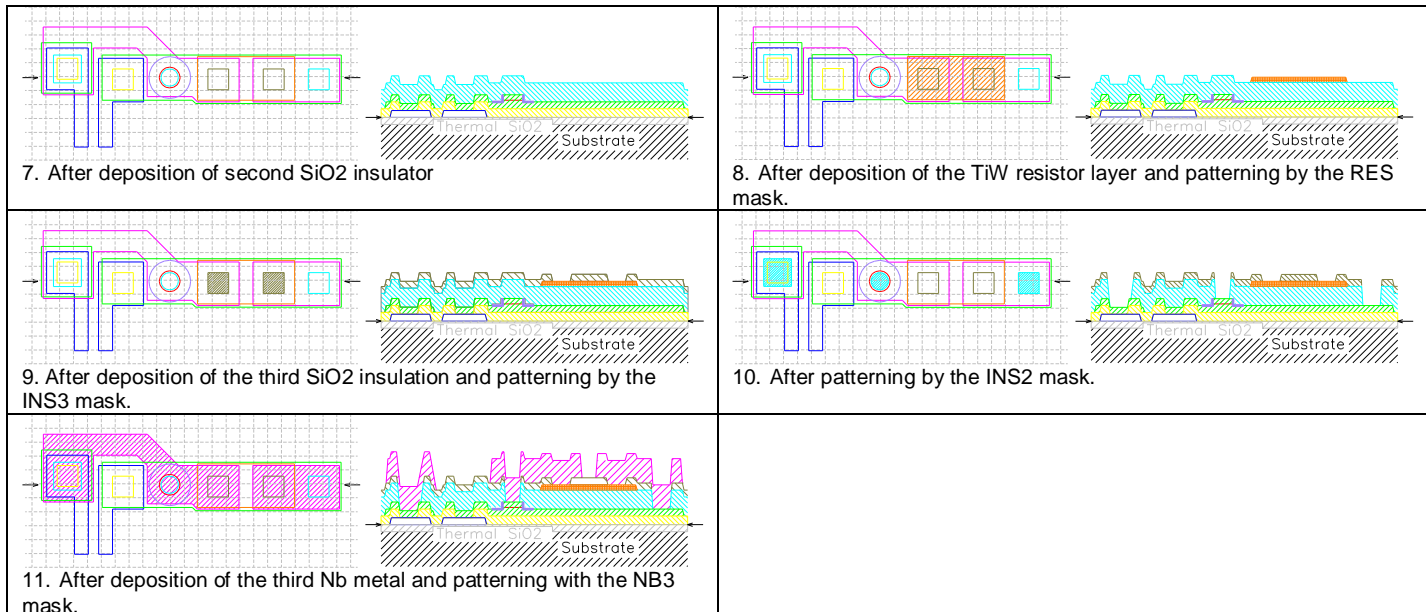 Thermal SiO2
Substrate
7. After deposition of second SiO2 insulator
Thermal SiO2
Substrate
8. After deposition of the TiW resistor layer and patterning by the RES
mask.
Thermal SiO2
Substrate
9. After deposition of the third SiO2 insulation and patterning by the
INS3 mask.
Thermal SiO2
Substrate
10. After patterning by the INS2 mask.
Thermal SiO2
Substrate
11. After deposition of the third Nb metal and patterning with the NB3
mask.